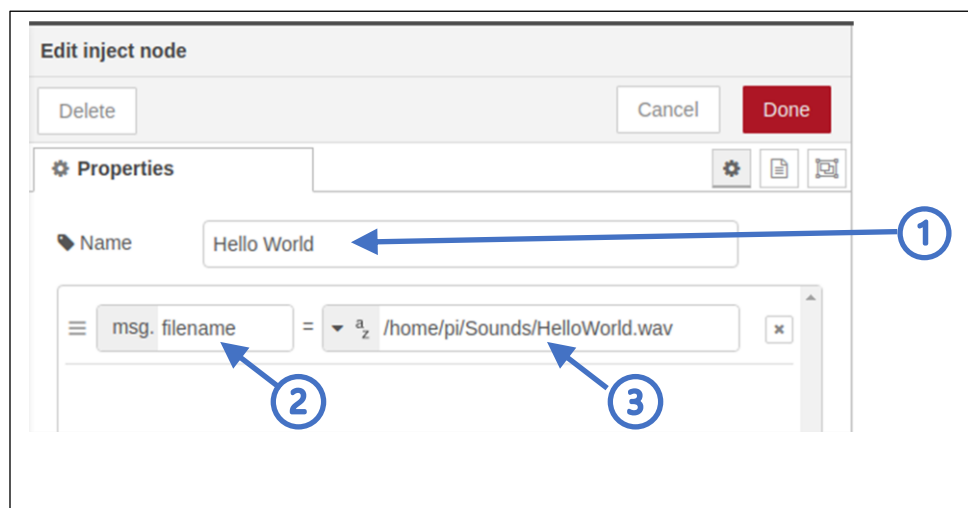 Edit inject node
Delete Cancel Done
Properties
Name Hello World 1
msg. filename = az /home/pi/Sounds/HelloWorld.wav
2 3